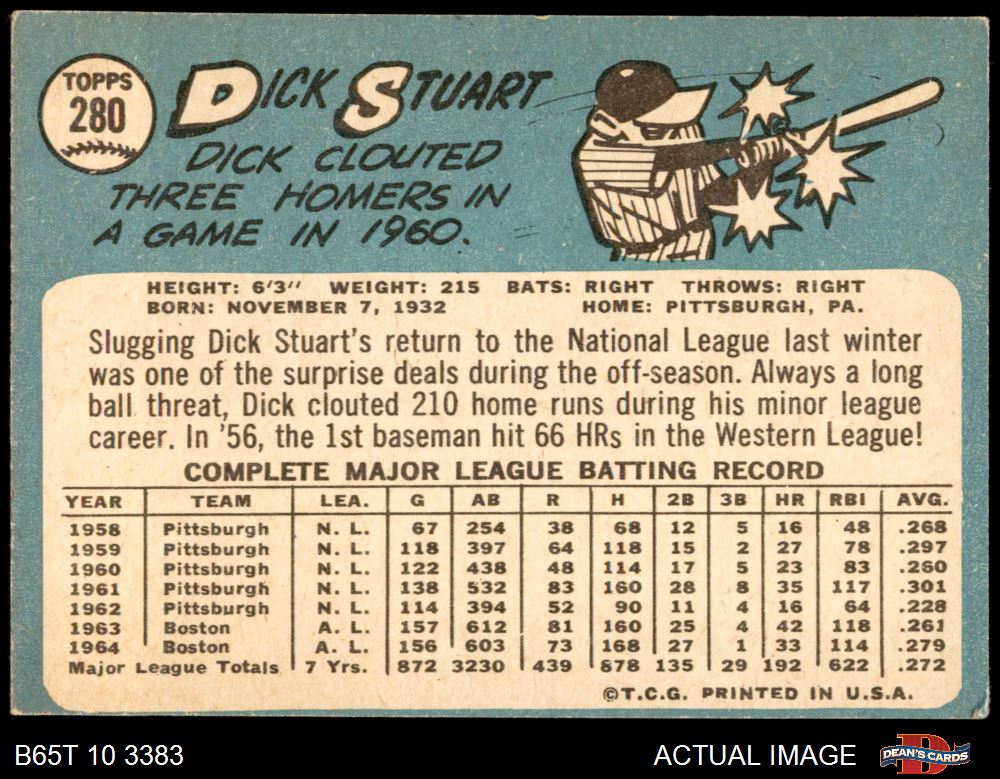 TOPPS
280
DICK STUART
DICK CLOUTED
THREE HOMERS IN
A GAME IN 1960.
HEIGHT: 6'3" WEIGHT: 215 BATS: RIGHT THROWS: RIGHT
BORN: NOVEMBER 7, 1932 HOME: PITTSBURGH, PA.
Slugging Dick Stuart's return to the National League last winter
was one of the surprise deals during the off-season. Always a long
ball threat, Dick clouted 210 home runs during his minor league
career. In '56, the 1st baseman hit 66 HRs in the Western League!
COMPLETE MAJOR LEAGUE BATTING RECORD
YEAR TEAM LEA. G AB R H 2B 3B HR RBI AVG.
1958 Pittsburgh N. L. 67 254 38 68 12 5 16 48 .268
1959 Pittsburgh N. L. 118 397 64 118 15 2 27 78 .297
1960 Pittsburgh N. L. 122 438 48 114 17 5 23 83 .260
1961 Pittsburgh N. L. 138 532 83 160 28 8 35 117 .301
1962 Pittsburgh N. L. 114 394 52 90 11 4 16 64 .228
1963 Boston A. L. 157 612 81 160 25 4 42 118 .261
1964 Boston A. L. 156 603 73 168 27 1 33 114 .279
Major League Totals 7 Yrs. 872 3230 439 878 135 29 192 622 .272
©T.C.G. PRINTED IN U.S.A.
B65T 10 3383 ACTUAL IMAGE DEAN'S CARDS